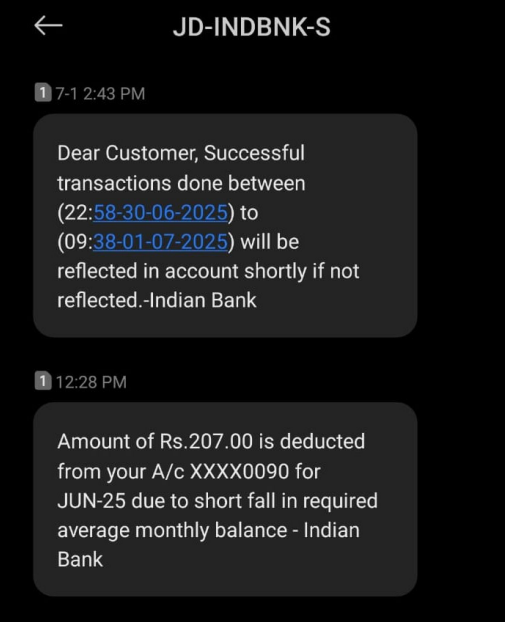 JD-INDBNK-S
1 7-1 2:43 PM
Dear Customer, Successful
transactions done between
(22:58-30-06-2025) to
(09:38-01-07-2025) will be
reflected in account shortly if not
reflected.-Indian Bank
1 12:28 PM
Amount of Rs.207.00 is deducted
from your A/c XXXX0090 for
JUN-25 due to short fall in required
average monthly balance - Indian
Bank